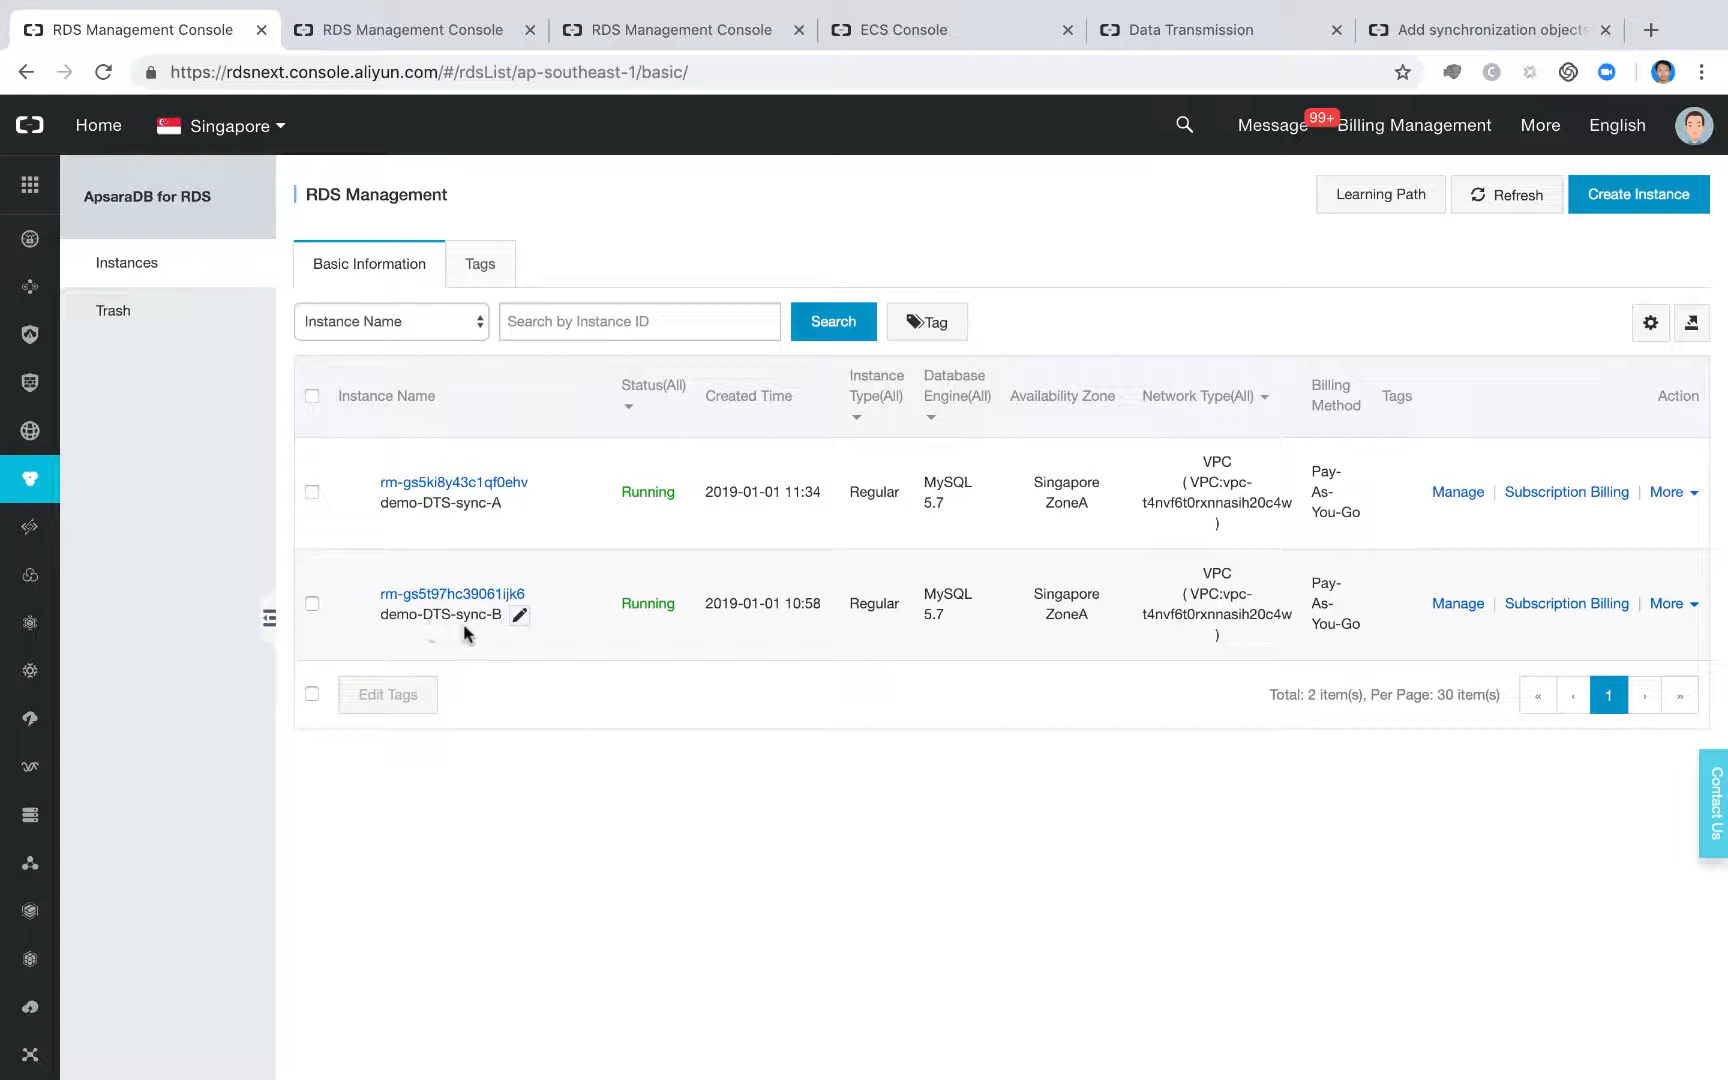 RDS Management Console
RDS Management Console
RDS Management Console
ECS Console
Data Transmission
Add synchronization objects
https://rdsnext.console.aliyun.com/#/rdsList/ap-southeast-1/basic/
Home
Singapore
Message
99+
Billing Management
More
English
ApsaraDB for RDS
Instances
Trash
RDS Management
Learning Path
Refresh
Create Instance
Basic Information
Tags
Instance Name
Search by Instance ID
Search
Tag
Instance Name
Status(All)
Created Time
Instance
Type(All)
Database
Engine(All)
Availability Zone
Network Type(All)
Billing
Method
Tags
Action
rm-gs5ki8y43c1qf0ehv
demo-DTS-sync-A
Running
2019-01-01 11:34
Regular
MySQL
5.7
Singapore
ZoneA
VPC
( VPC:vpc-
t4nvf6t0rxnnasih20c4w
)
Pay-
As-
You-Go
Manage
Subscription Billing
More
rm-gs5t97hc39061ijk6
demo-DTS-sync-B
Running
2019-01-01 10:58
Regular
MySQL
5.7
Singapore
ZoneA
VPC
( VPC:vpc-
t4nvf6t0rxnnasih20c4w
)
Pay-
As-
You-Go
Manage
Subscription Billing
More
Edit Tags
Total: 2 item(s), Per Page: 30 item(s)
« ‹ 1 › »
Contact Us